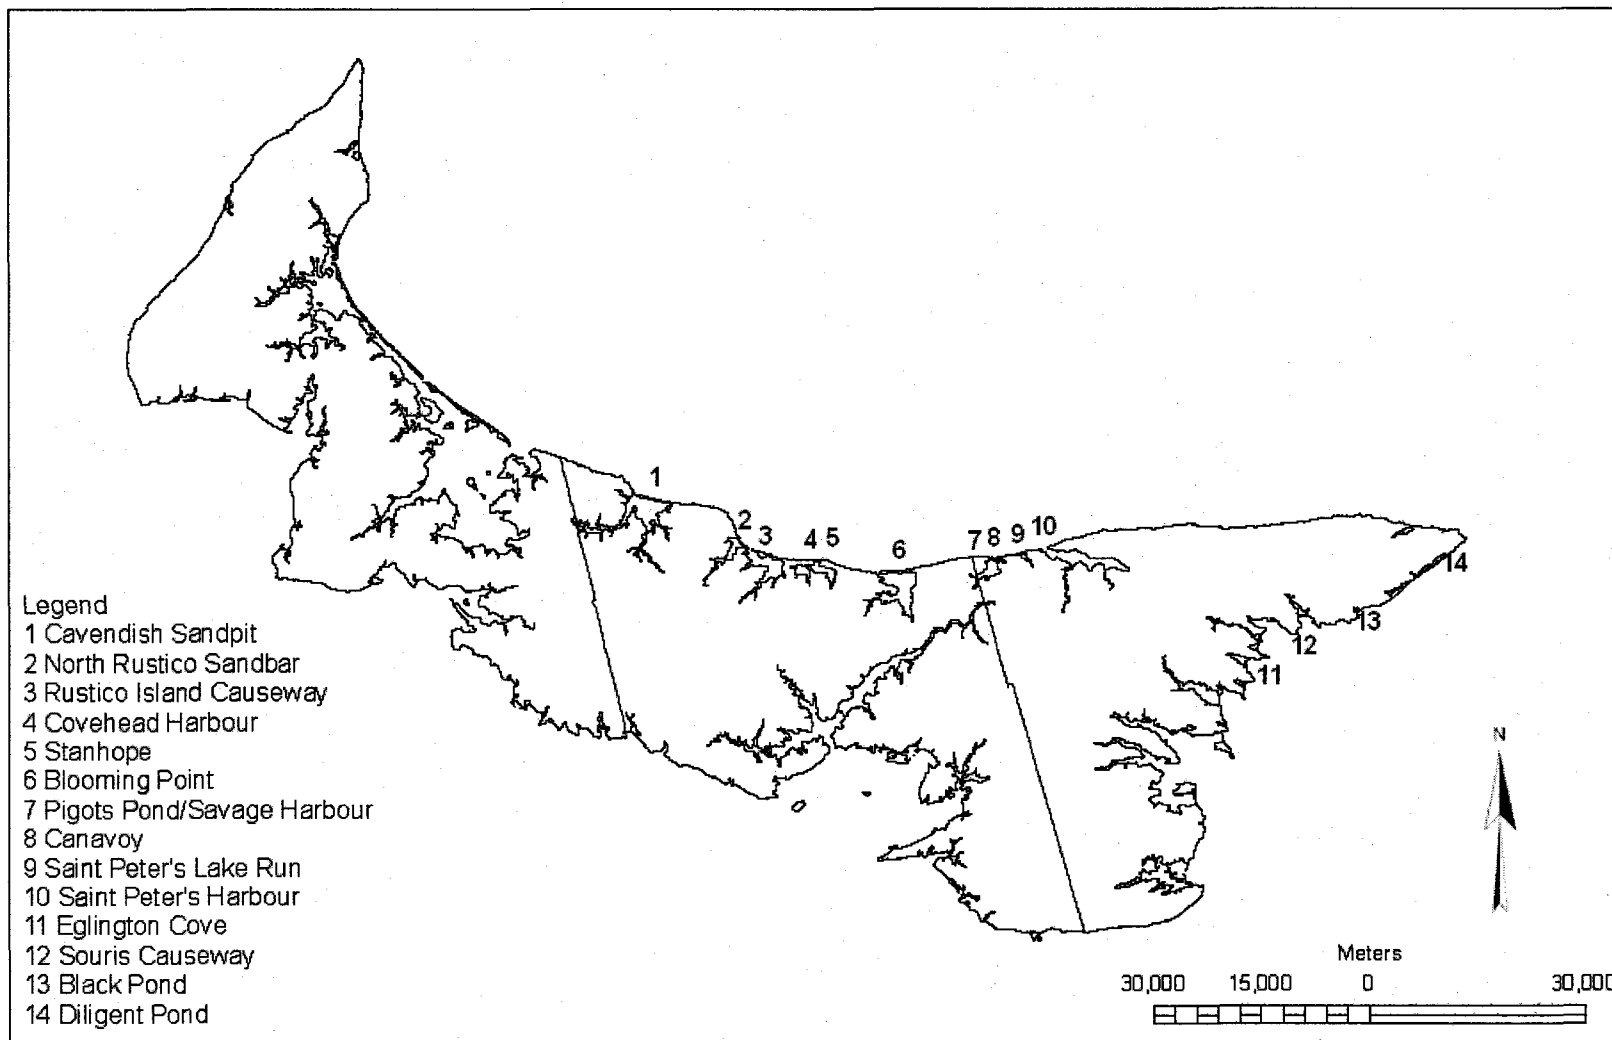 1
2
3
4 5
6
7 8 9 10
14
13
12
11
Legend
1 Cavendish Sandpit
2 North Rustico Sandbar
3 Rustico Island Causeway
4 Covehead Harbour
5 Stanhope
6 Blooming Point
7 Pigots Pond/Savage Harbour
8 Canavoy
9 Saint Peter's Lake Run
10 Saint Peter's Harbour
11 Eglington Cove
12 Souris Causeway
13 Black Pond
14 Diligent Pond
N
Meters
30,000 15,000 0 30,000